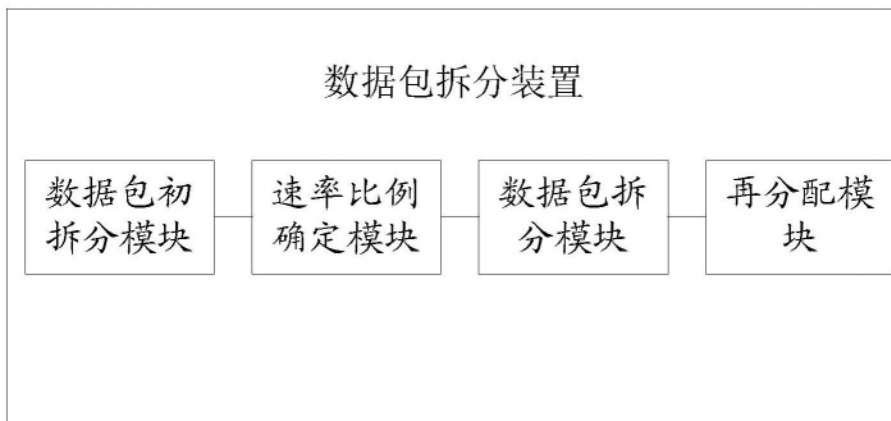 数据包拆分装置
数据包初
拆分模块
速率比例
确定模块
数据包拆
分模块
再分配模
块